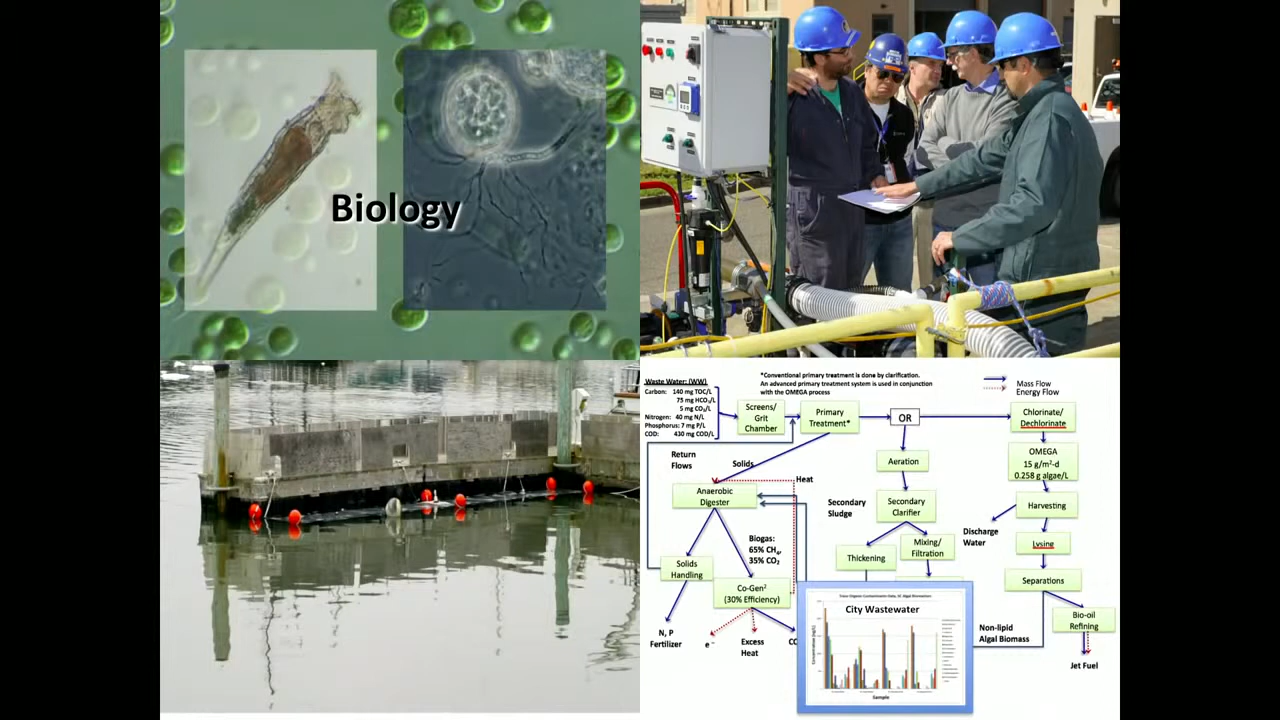 Biology
*Conventional primary treatment is done by clarification.
An advanced primary treatment system is used in conjunction
with the OMEGA process
Mass Flow
Energy Flow
Waste Water: (WW)
Carbon: 140 mg TOC/L
75 mg HCO₃/L
5 mg CO₂/L
Nitrogen: 40 mg N/L
Phosphorus: 7 mg P/L
COD: 430 mg COD/L
Screens/
Grit
Chamber
Primary
Treatment*
OR
Chlorinate/
Dechlorinate
Return
Flows
Solids
Heat
Aeration
OMEGA
15 g/m²-d
0.258 g algae/L
Anaerobic
Digester
Secondary
Sludge
Secondary
Clarifier
Harvesting
Discharge
Water
Biogas:
65% CH₄,
35% CO₂
Thickening
Mixing/
Filtration
Lysine
Solids
Handling
Co-Gen²
(30% Efficiency)
Separations
Bio-oil
Refining
N, P
Fertilizer
e⁻
Excess
Heat
CO
City Wastewater
Sample
Non-lipid
Algal Biomass
Jet Fuel